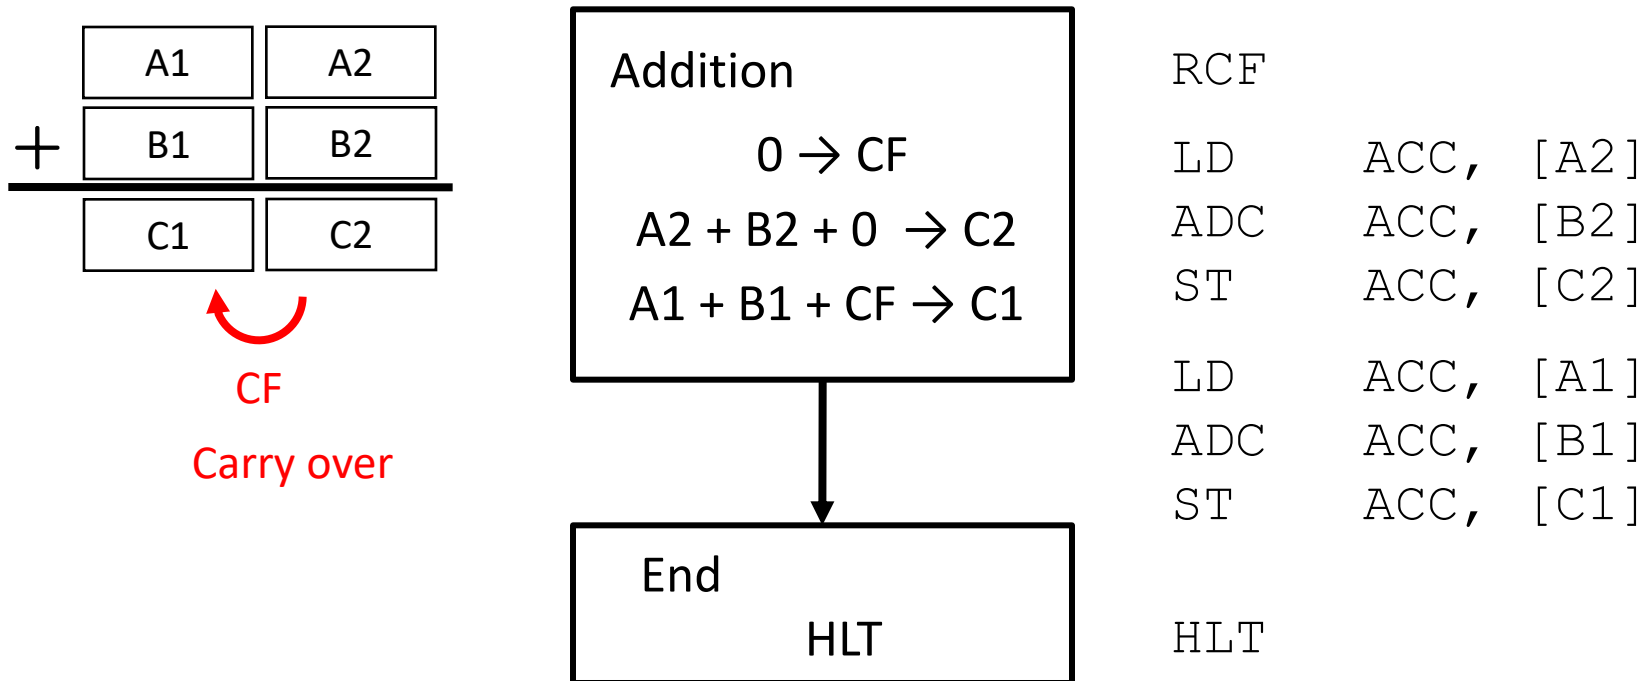 A1 A2
+ B1 B2
C1 C2
CF
Carry over
Addition
0 → CF
A2 + B2 + 0 → C2
A1 + B1 + CF → C1
End
HLT
RCF
LD ACC, [A2]
ADC ACC, [B2]
ST ACC, [C2]
LD ACC, [A1]
ADC ACC, [B1]
ST ACC, [C1]
HLT